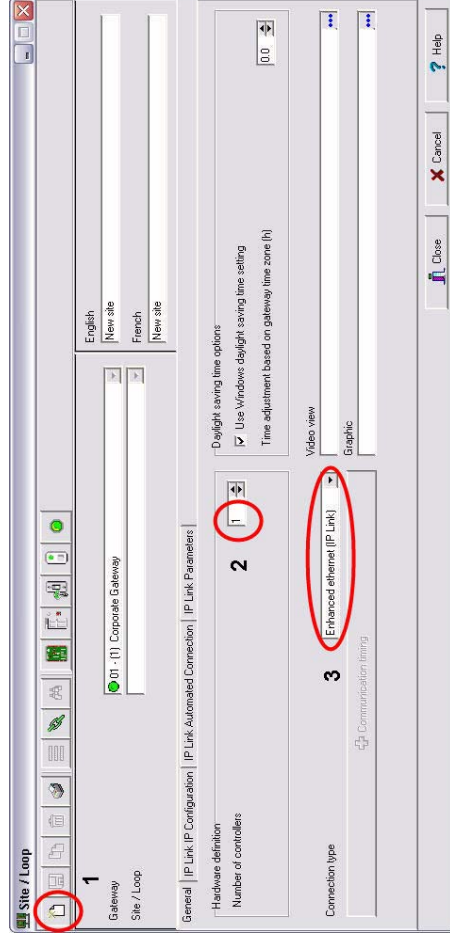 Site / Loop
1
Gateway
01 - (1) Corporate Gateway
Site / Loop
English
New site
French
New site
General
IP Link IP Configuration
IP Link Automated Connection
IP Link Parameters
Hardware definition
Number of controllers
2
1
Daylight saving time options
Use Windows daylight saving time setting
Time adjustment based on gateway time zone (h)
0.0
Connection type
3
Enhanced ethernet (IP Link)
Communication timing
Video view
Graphic
Close
Cancel
? Help